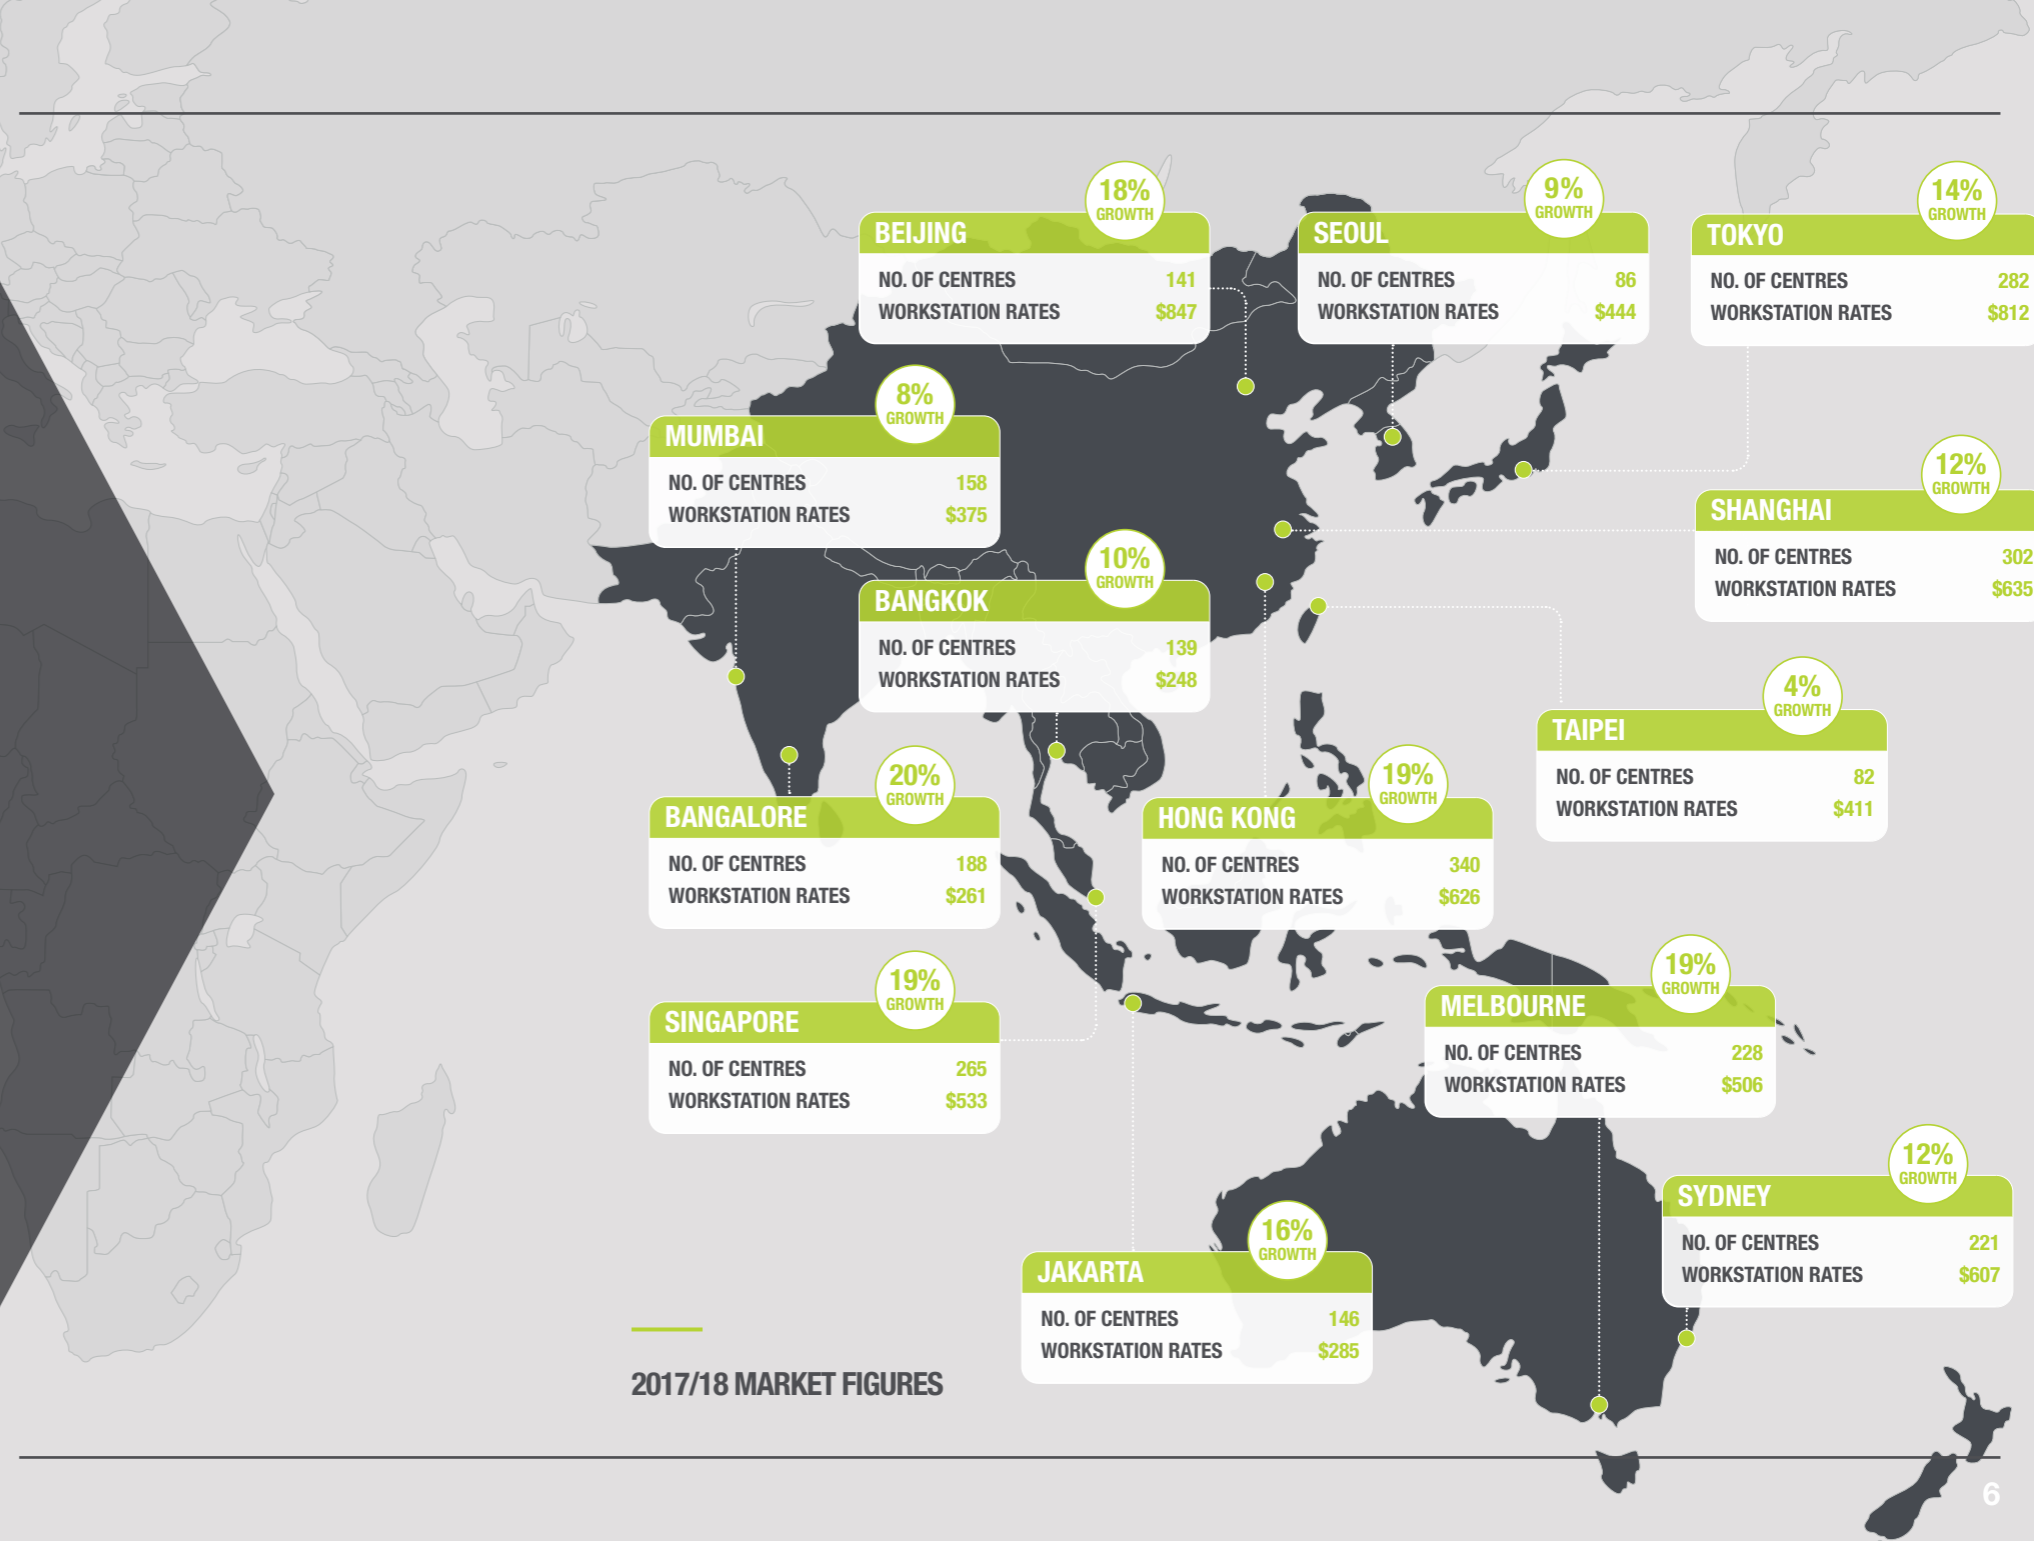 18%
GROWTH
BEIJING
NO. OF CENTRES 141
WORKSTATION RATES $847
9%
GROWTH
SEOUL
NO. OF CENTRES 86
WORKSTATION RATES $444
14%
GROWTH
TOKYO
NO. OF CENTRES 282
WORKSTATION RATES $812
8%
GROWTH
MUMBAI
NO. OF CENTRES 158
WORKSTATION RATES $375
12%
GROWTH
SHANGHAI
NO. OF CENTRES 302
WORKSTATION RATES $635
10%
GROWTH
BANGKOK
NO. OF CENTRES 139
WORKSTATION RATES $248
4%
GROWTH
TAIPEI
NO. OF CENTRES 82
WORKSTATION RATES $411
20%
GROWTH
BANGALORE
NO. OF CENTRES 188
WORKSTATION RATES $261
19%
GROWTH
HONG KONG
NO. OF CENTRES 340
WORKSTATION RATES $626
19%
GROWTH
SINGAPORE
NO. OF CENTRES 265
WORKSTATION RATES $533
19%
GROWTH
MELBOURNE
NO. OF CENTRES 228
WORKSTATION RATES $506
12%
GROWTH
SYDNEY
NO. OF CENTRES 221
WORKSTATION RATES $607
16%
GROWTH
JAKARTA
NO. OF CENTRES 146
WORKSTATION RATES $285
2017/18 MARKET FIGURES
6